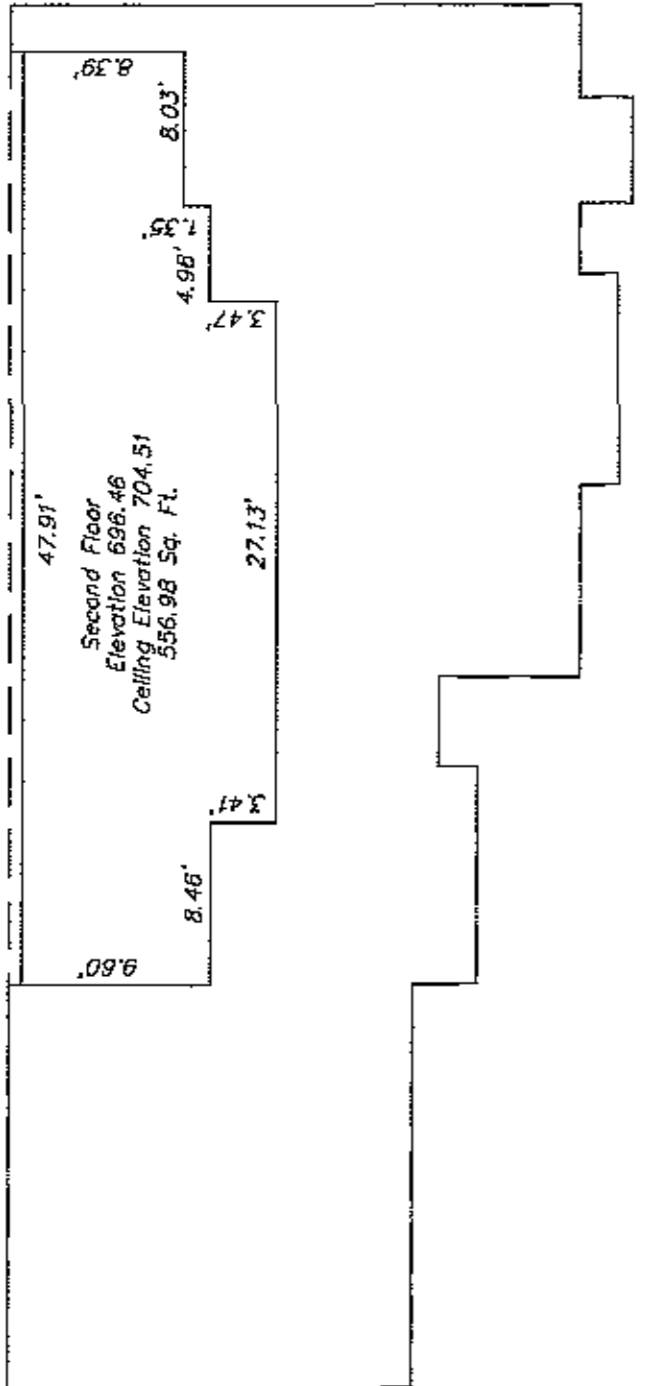 8.39'
8.03'
1.35'
4.98'
3.47'
47.91'
Second Floor
Elevation 696.46
Ceiling Elevation 704.51
556.98 Sq. Ft.
27.13'
3.41'
8.46'
9.80'